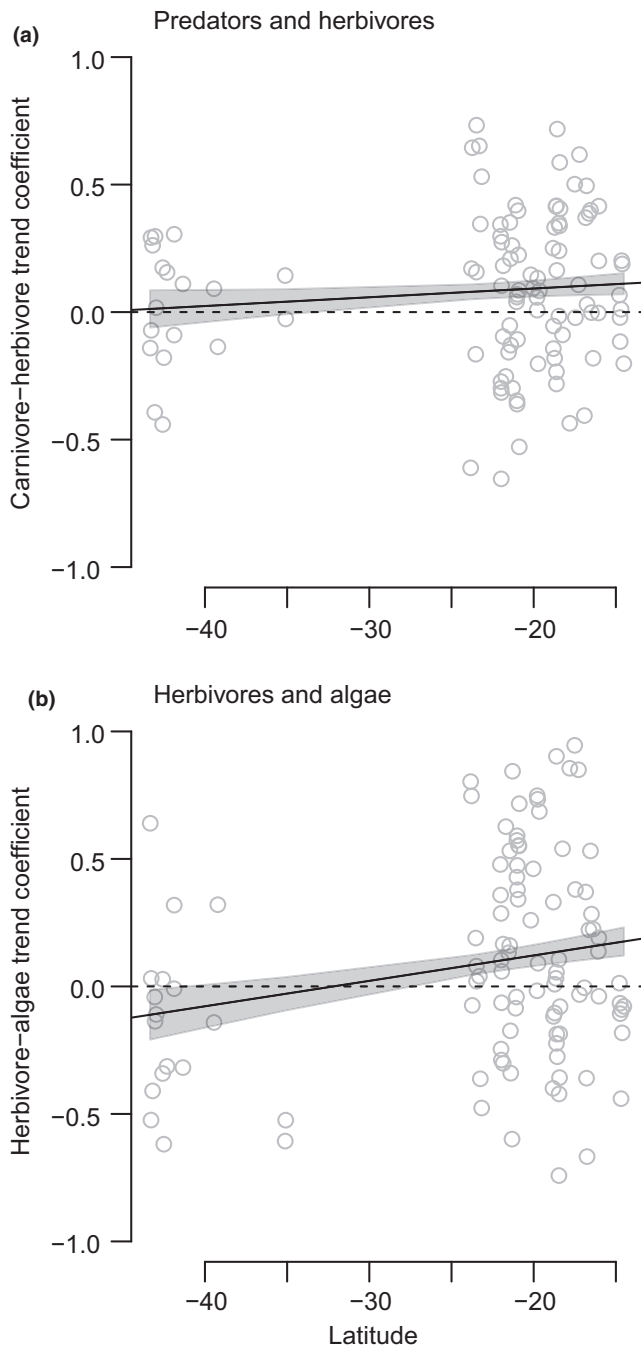 (a)
Predators and herbivores
Carnivore−herbivore trend coefficient
1.0
0.5
0.0
−0.5
−1.0
−40
−30
−20
(b)
Herbivores and algae
Herbivore−algae trend coefficient
1.0
0.5
0.0
−0.5
−1.0
−40
−30
−20
Latitude